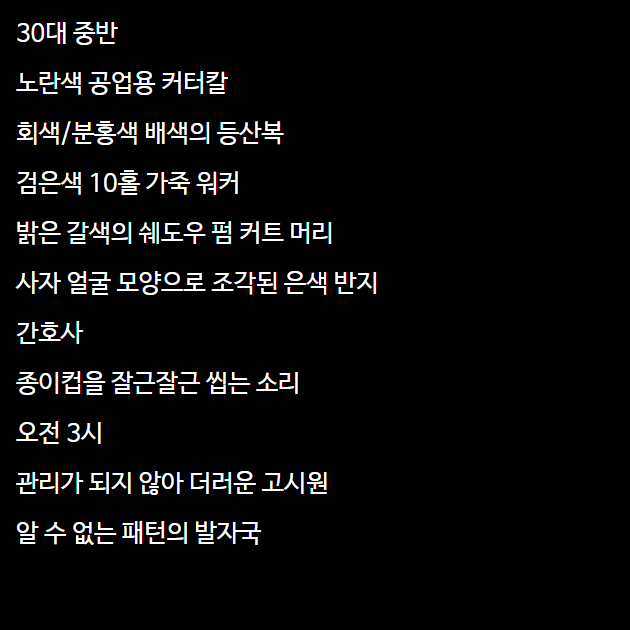 30대 중반
노란색 공업용 커터칼
회색/분홍색 배색의 등산복
검은색 10홀 가죽 워커
밝은 갈색의 쉐도우 펌 커트 머리
사자 얼굴 모양으로 조각된 은색 반지
간호사
종이컵을 잘근잘근 씹는 소리
오전 3시
관리가 되지 않아 더러운 고시원
알 수 없는 패턴의 발자국